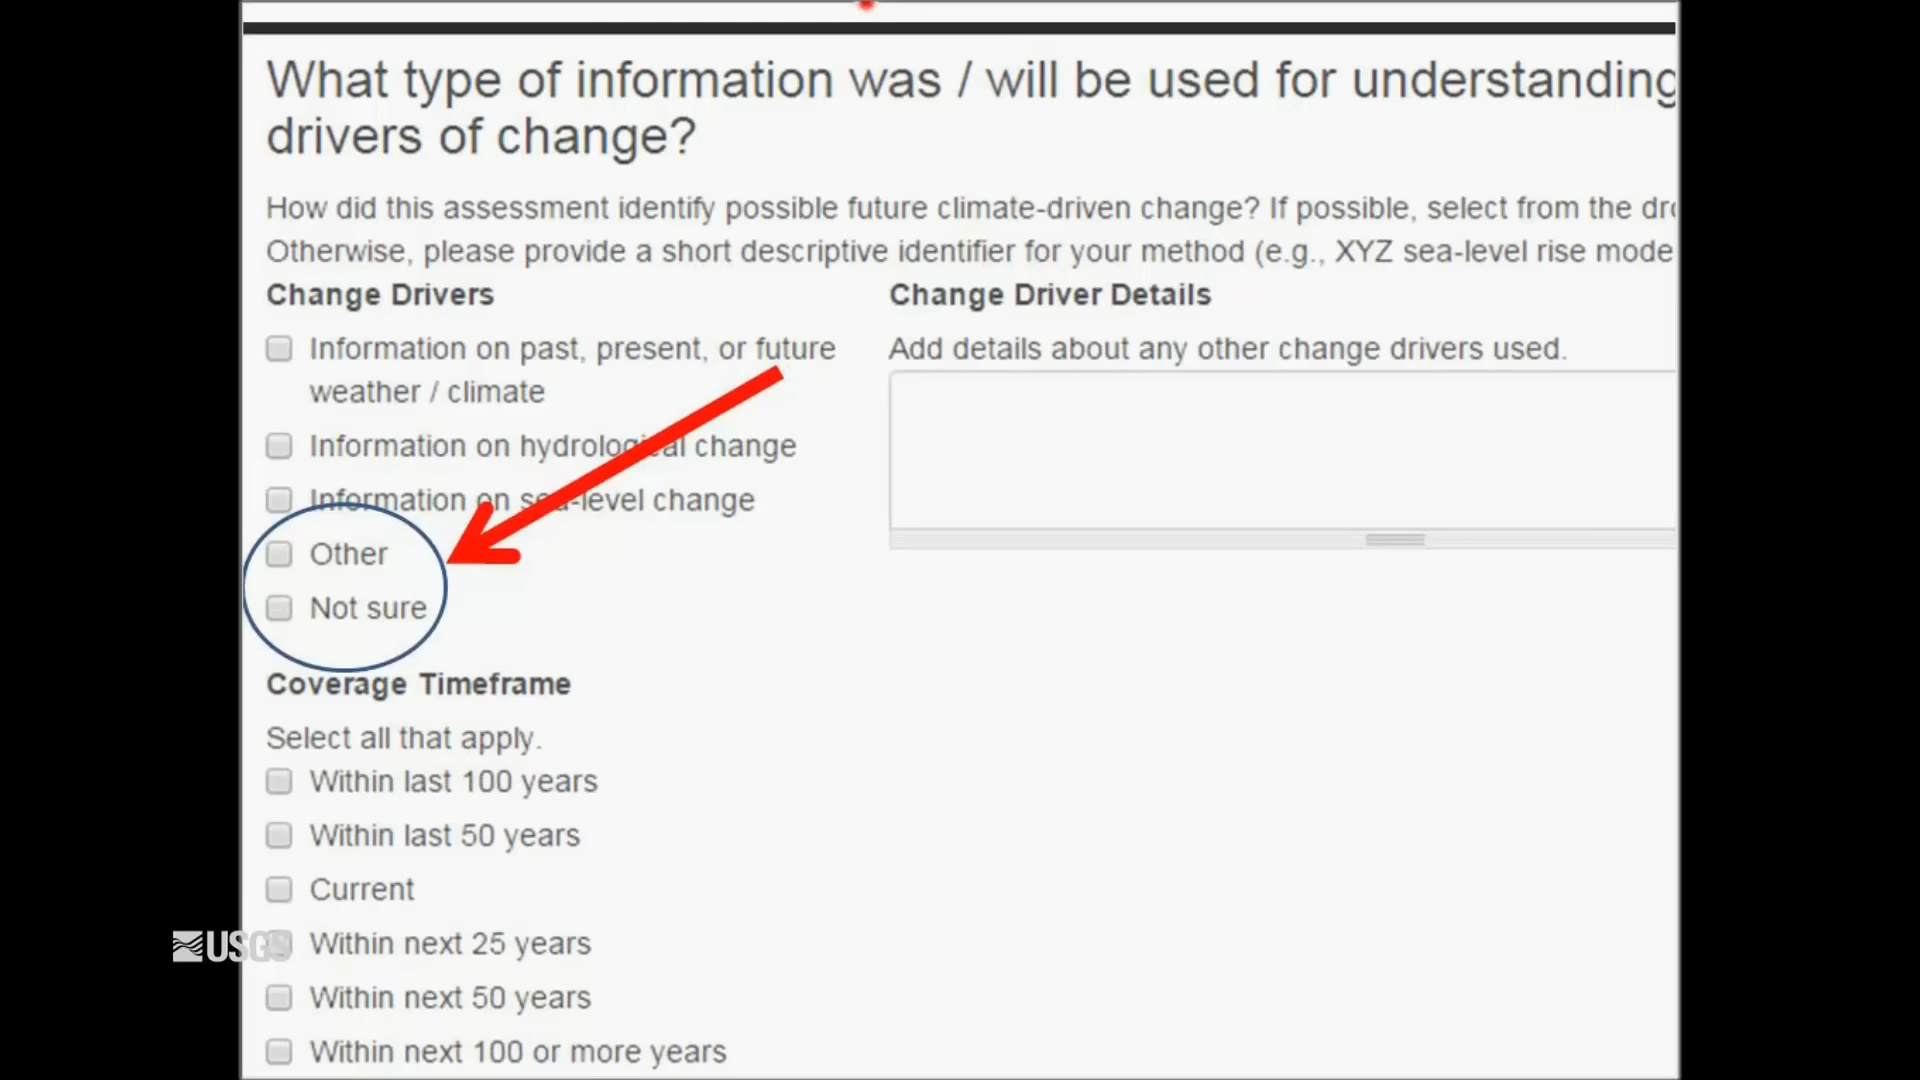 What type of information was / will be used for understanding
drivers of change?
How did this assessment identify possible future climate-driven change? If possible, select from the
Otherwise, please provide a short descriptive identifier for your method (e.g., XYZ sea-level rise
Change Drivers
Information on past, present, or future
weather / climate
Information on hydrological change
Information on sea-level change
Other
Not sure
Change Driver Details
Add details about any other change drivers used.
Coverage Timeframe
Select all that apply.
Within last 100 years
Within last 50 years
Current
Within next 25 years
Within next 50 years
Within next 100 or more years
USGS